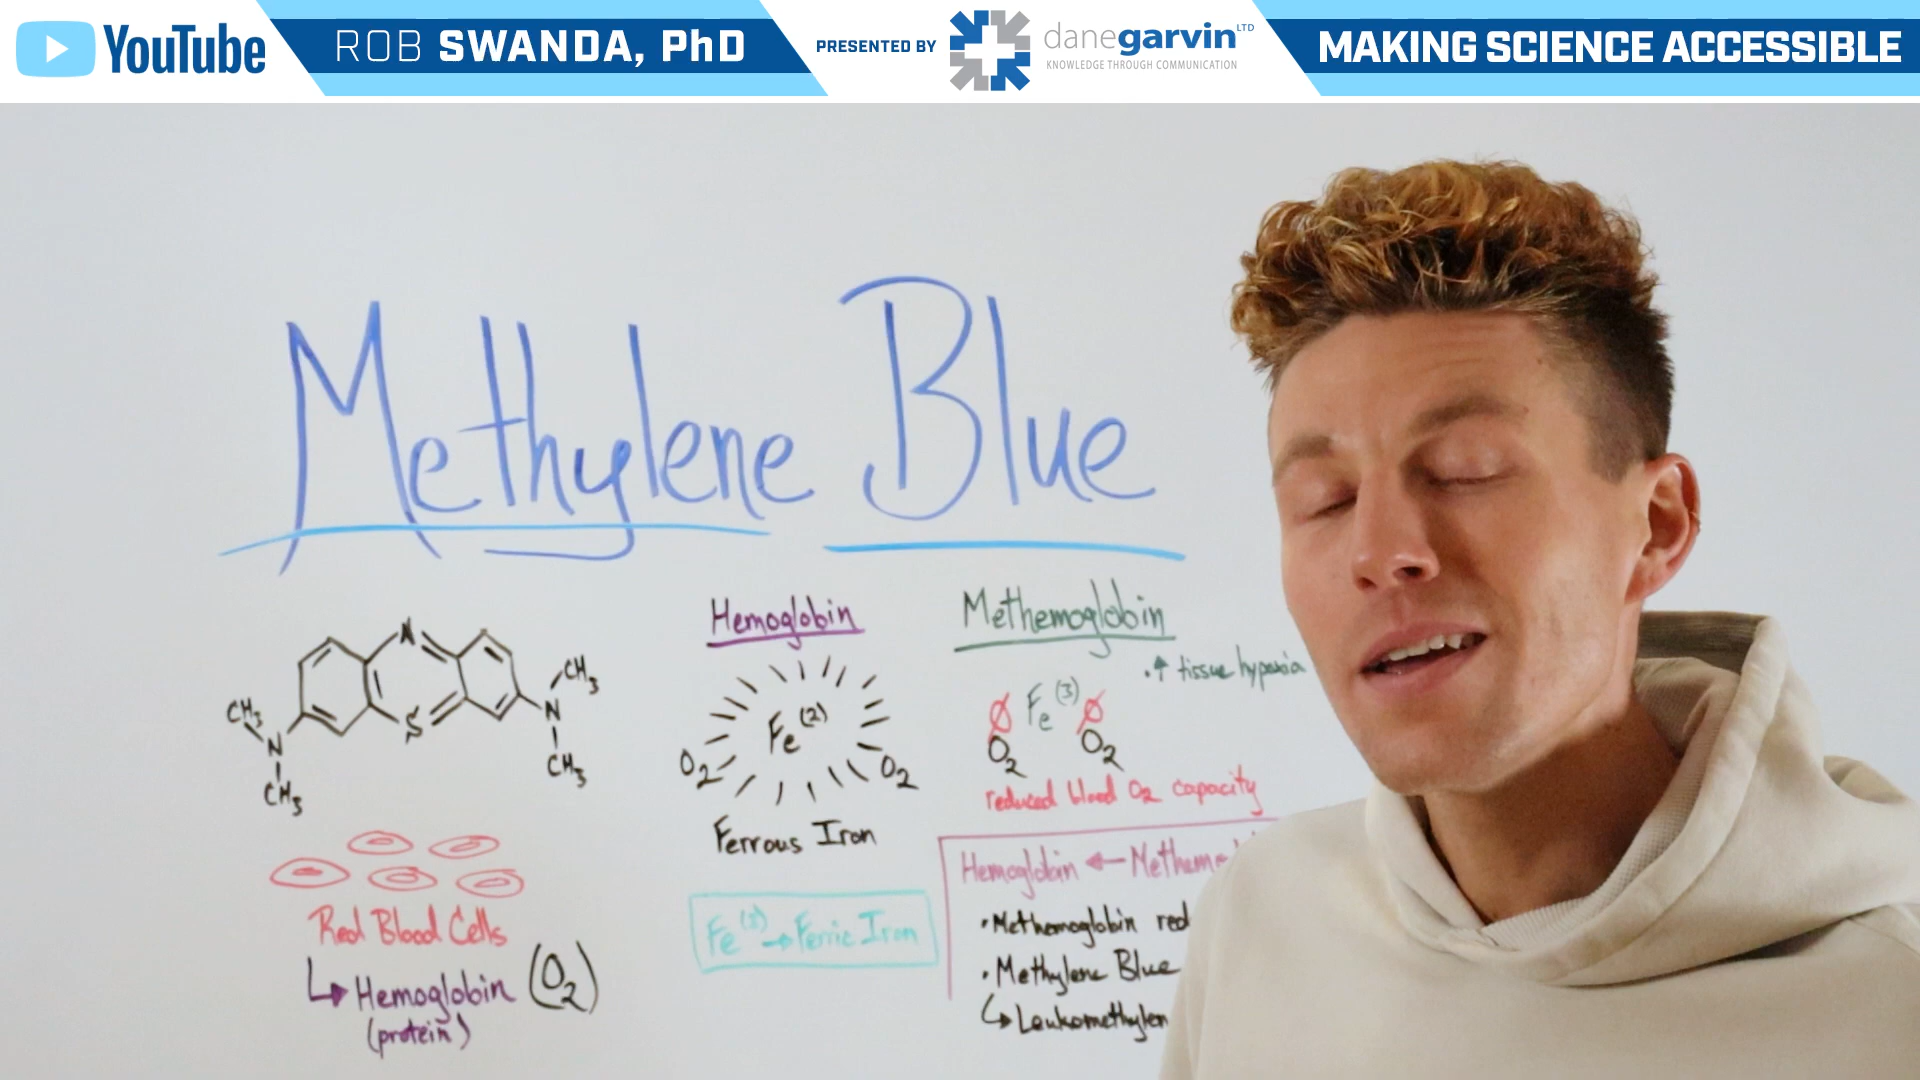 YouTube
ROB SWANDA, PhD
PRESENTED BY
danegarvin LTD
KNOWLEDGE THROUGH COMMUNICATION
MAKING SCIENCE ACCESSIBLE
Methylene Blue
N
S
CH3
N
CH3
CH3
N
CH3
Red Blood Cells
Hemoglobin (O2)
(protein)
Hemoglobin
Fe (2)
O2 O2
Ferrous Iron
Fe (3) → Ferric Iron
Methemoglobin
• ↑ tissue hypoxia
Fe (3)
O2 O2
reduced blood O2 capacity
Hemoglobin ← Methem
• Methemoglobin red
• Methylene Blue
↳ Leukomethylen